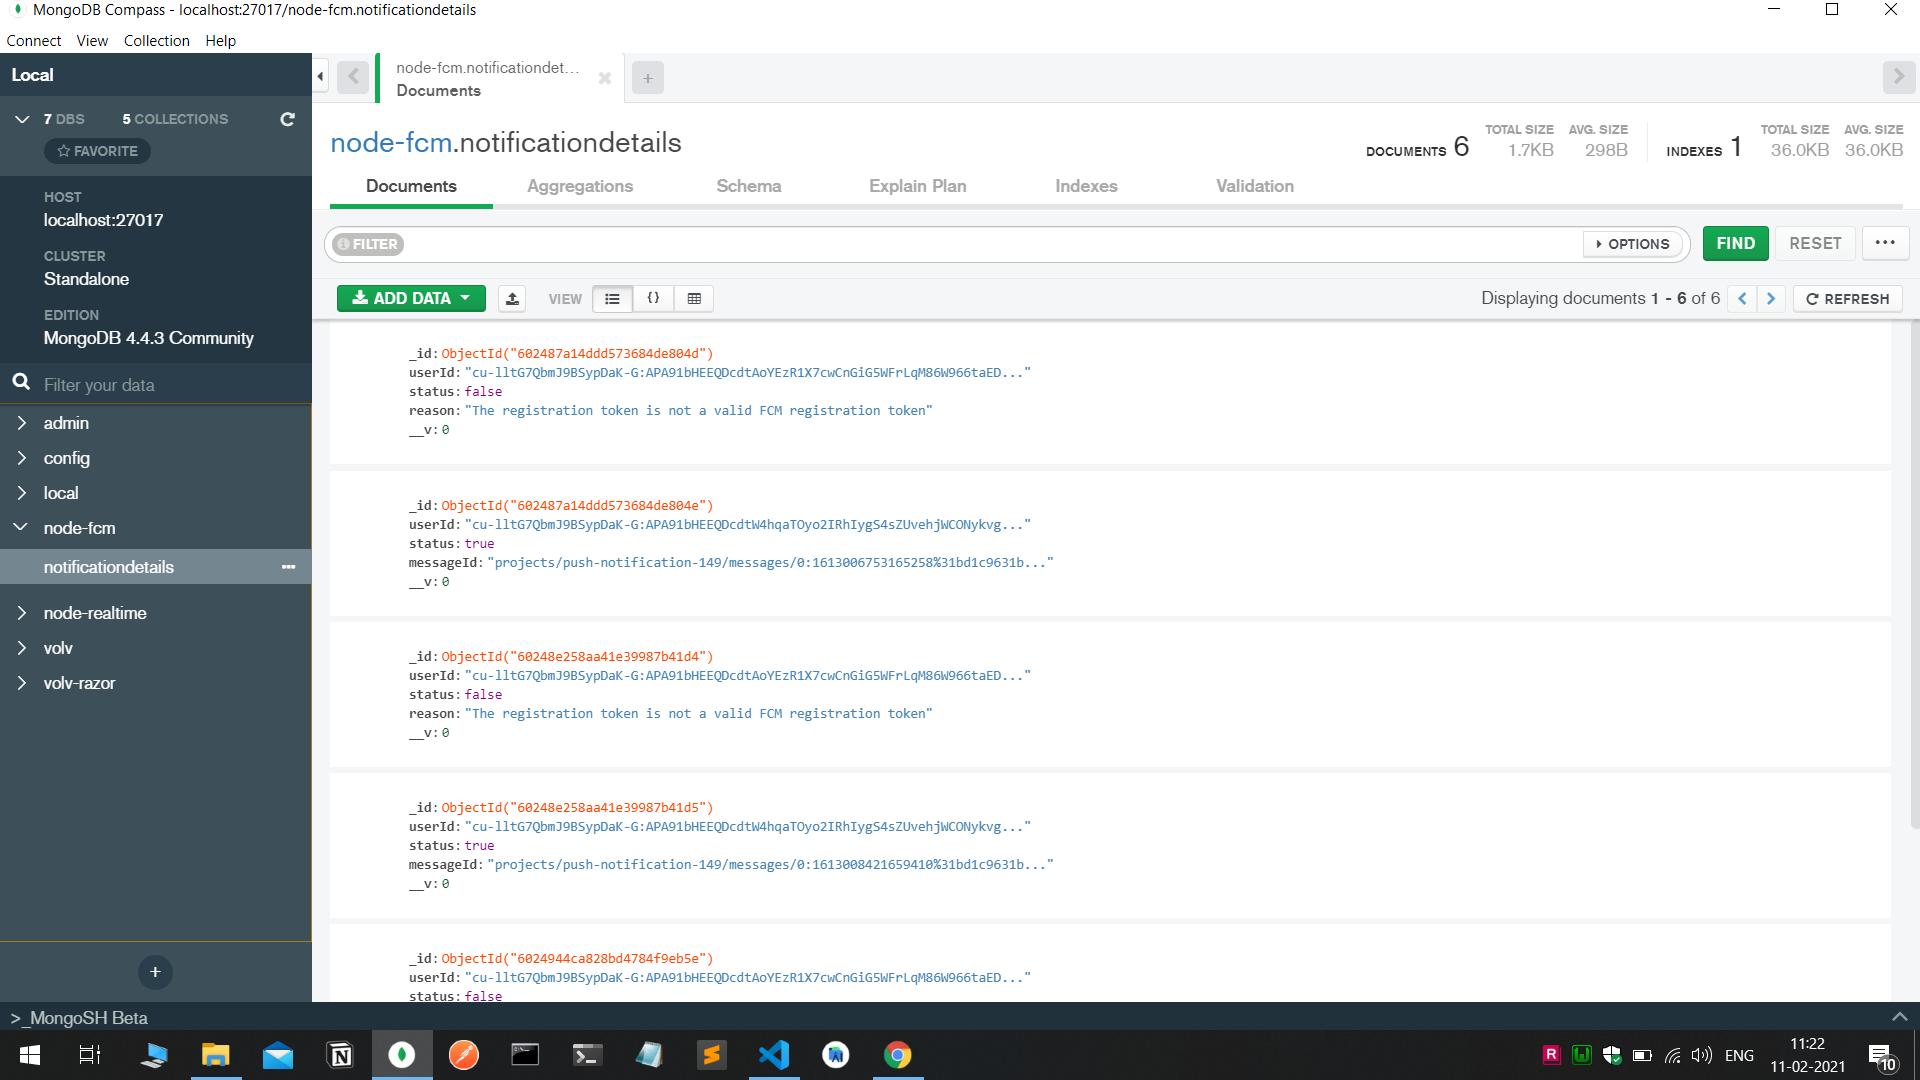 MongoDB Compass - localhost:27017/node-fcm.notificationdetails
Connect View Collection Help
Local
7 DBS 5 COLLECTIONS
FAVORITE
HOST
localhost:27017
CLUSTER
Standalone
EDITION
MongoDB 4.4.3 Community
Filter your data
admin
config
local
node-fcm
notificationdetails
node-realtime
volv
volv-razor
node-fcm.notificationdet...
Documents
node-fcm.notificationdetails
DOCUMENTS 6 TOTAL SIZE 1.7KB AVG. SIZE 298B INDEXES 1 TOTAL SIZE 36.0KB AVG. SIZE 36.0KB
Documents Aggregations Schema Explain Plan Indexes Validation
FILTER OPTIONS FIND RESET ...
ADD DATA VIEW { } Displaying documents 1 - 6 of 6 REFRESH
_id: ObjectId("602487a14ddd573684de804d")
userId: "cu-lltG7QbmJ9BSypDaK-G:APA91bHEEQDcdtAoYEzR1X7cwCnGiG5WFrLqM86W966taED..."
status: false
reason: "The registration token is not a valid FCM registration token"
__v: 0
_id: ObjectId("602487a14ddd573684de804e")
userId: "cu-lltG7QbmJ9BSypDaK-G:APA91bHEEQDcdtW4hqaTOyo2IRhIygS4sZUvehjWCONykvg..."
status: true
messageId: "projects/push-notification-149/messages/0:1613006753165258%31bd1c9631b..."
__v: 0
_id: ObjectId("60248e258aa41e39987b41d4")
userId: "cu-lltG7QbmJ9BSypDaK-G:APA91bHEEQDcdtAoYEzR1X7cwCnGiG5WFrLqM86W966taED..."
status: false
reason: "The registration token is not a valid FCM registration token"
__v: 0
_id: ObjectId("60248e258aa41e39987b41d5")
userId: "cu-lltG7QbmJ9BSypDaK-G:APA91bHEEQDcdtW4hqaTOyo2IRhIygS4sZUvehjWCONykvg..."
status: true
messageId: "projects/push-notification-149/messages/0:1613008421659410%31bd1c9631b..."
__v: 0
_id: ObjectId("6024944ca828bd4784f9eb5e")
userId: "cu-lltG7QbmJ9BSypDaK-G:APA91bHEEQDcdtAoYEzR1X7cwCnGiG5WFrLqM86W966taED..."
status: false
>_MongoSH Beta
ENG
11:22
11-02-2021
10